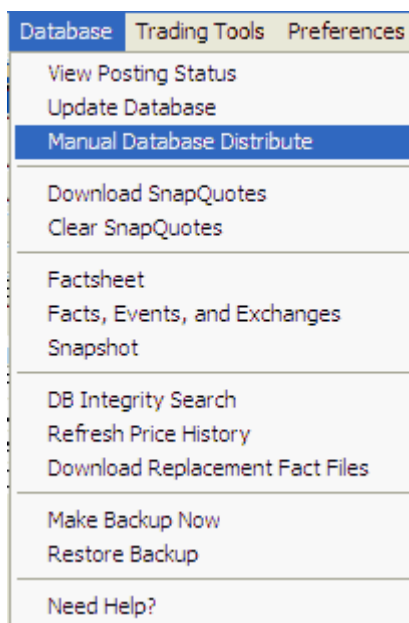 Database Trading Tools Preferences
View Posting Status
Update Database
Manual Database Distribute
Download SnapQuotes
Clear SnapQuotes
Factsheet
Facts, Events, and Exchanges
Snapshot
DB Integrity Search
Refresh Price History
Download Replacement Fact Files
Make Backup Now
Restore Backup
Need Help?